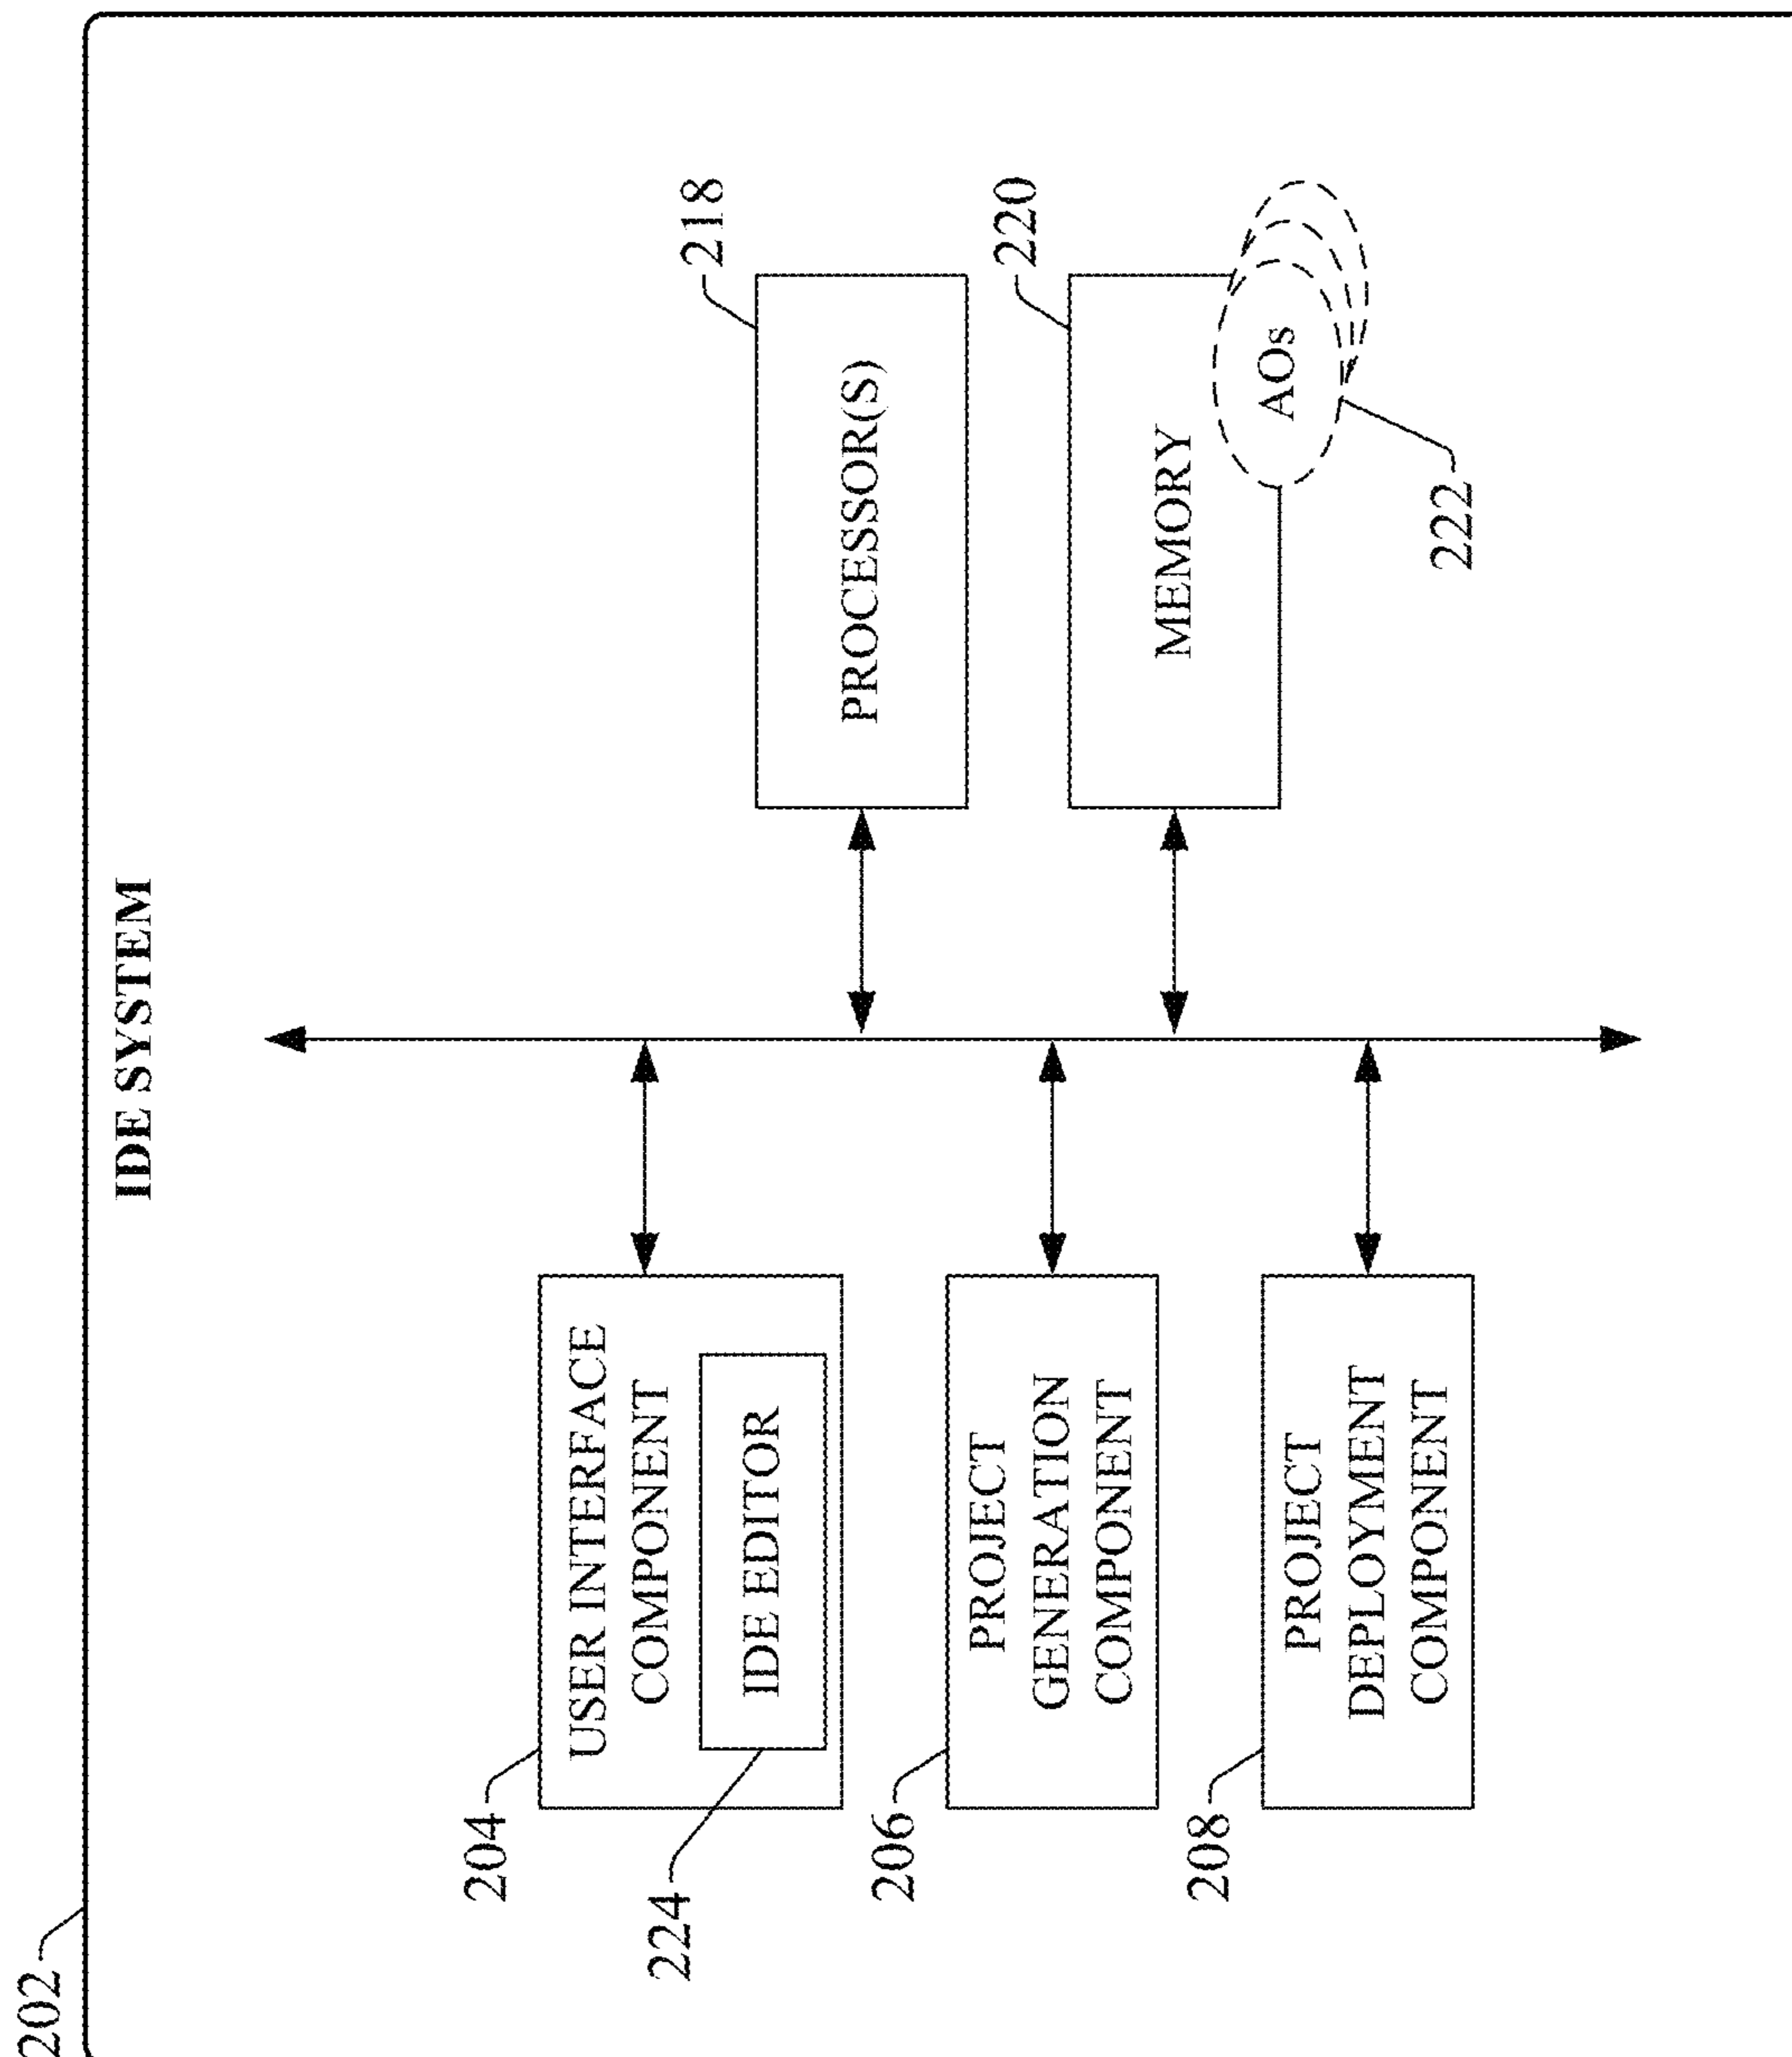 202
IDE SYSTEM
204
USER INTERFACE
COMPONENT
224
IDE EDITOR
206
PROJECT
GENERATION
COMPONENT
208
PROJECT
DEPLOYMENT
COMPONENT
218
PROCESSOR(S)
220
MEMORY
AOs
222